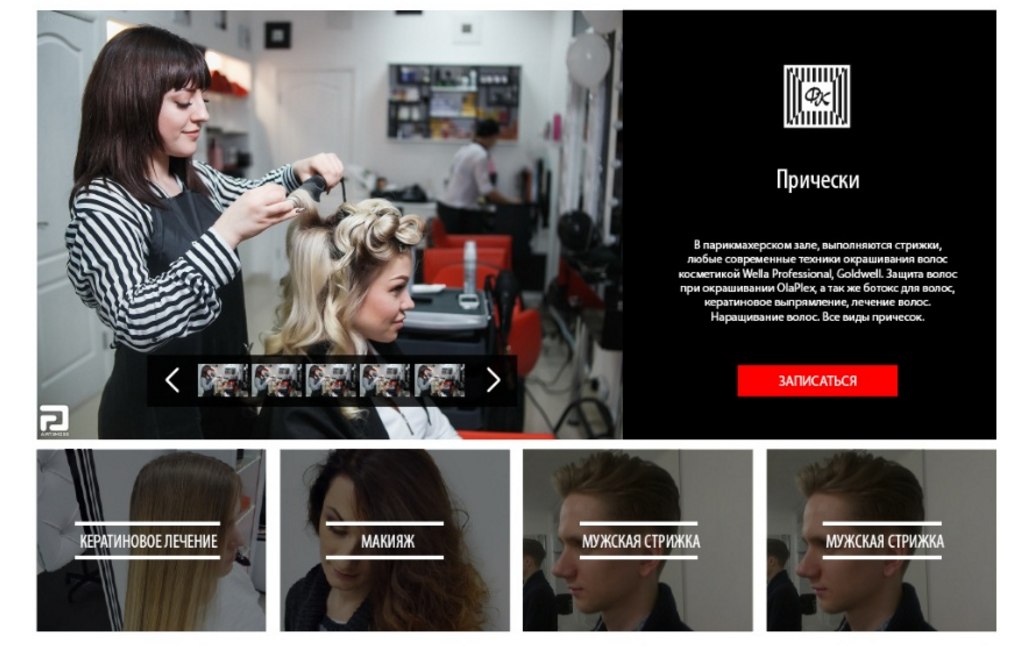 ФЖ
Прически
В парикмахерском зале, выполняются стрижки,
любые современные техники окрашивания волос
косметикой Wella Professional, Goldwell. Защита волос
при окрашивании OlaPlex, а так же ботокс для волос,
кератиновое выпрямление, лечение волос.
Наращивание волос. Все виды причесок.
ЗАПИСАТЬСЯ
КЕРАТИНОВОЕ ЛЕЧЕНИЕ
МАКИЯЖ
МУЖСКАЯ СТРИЖКА
МУЖСКАЯ СТРИЖКА